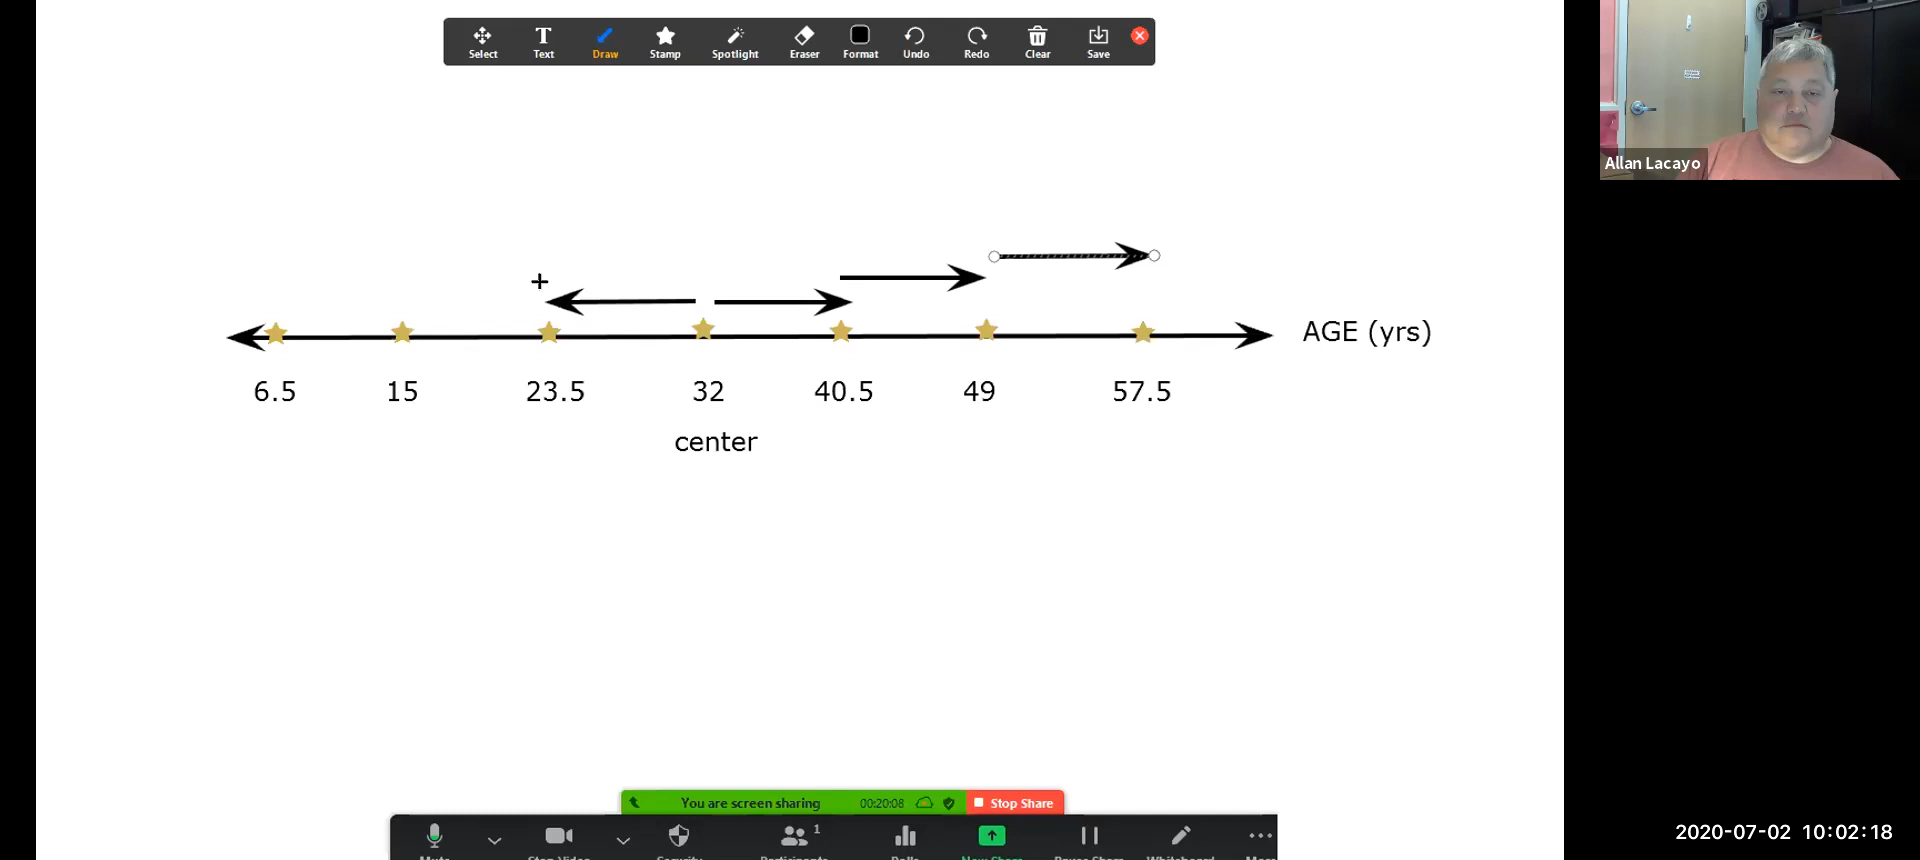 Select Text Draw Stamp Spotlight Eraser Format Undo Redo Clear Save
Allan Lacayo
AGE (yrs)
6.5 15 23.5 32 40.5 49 57.5
center
You are screen sharing 00:20:08 Stop Share
1
2020-07-02 10:02:18